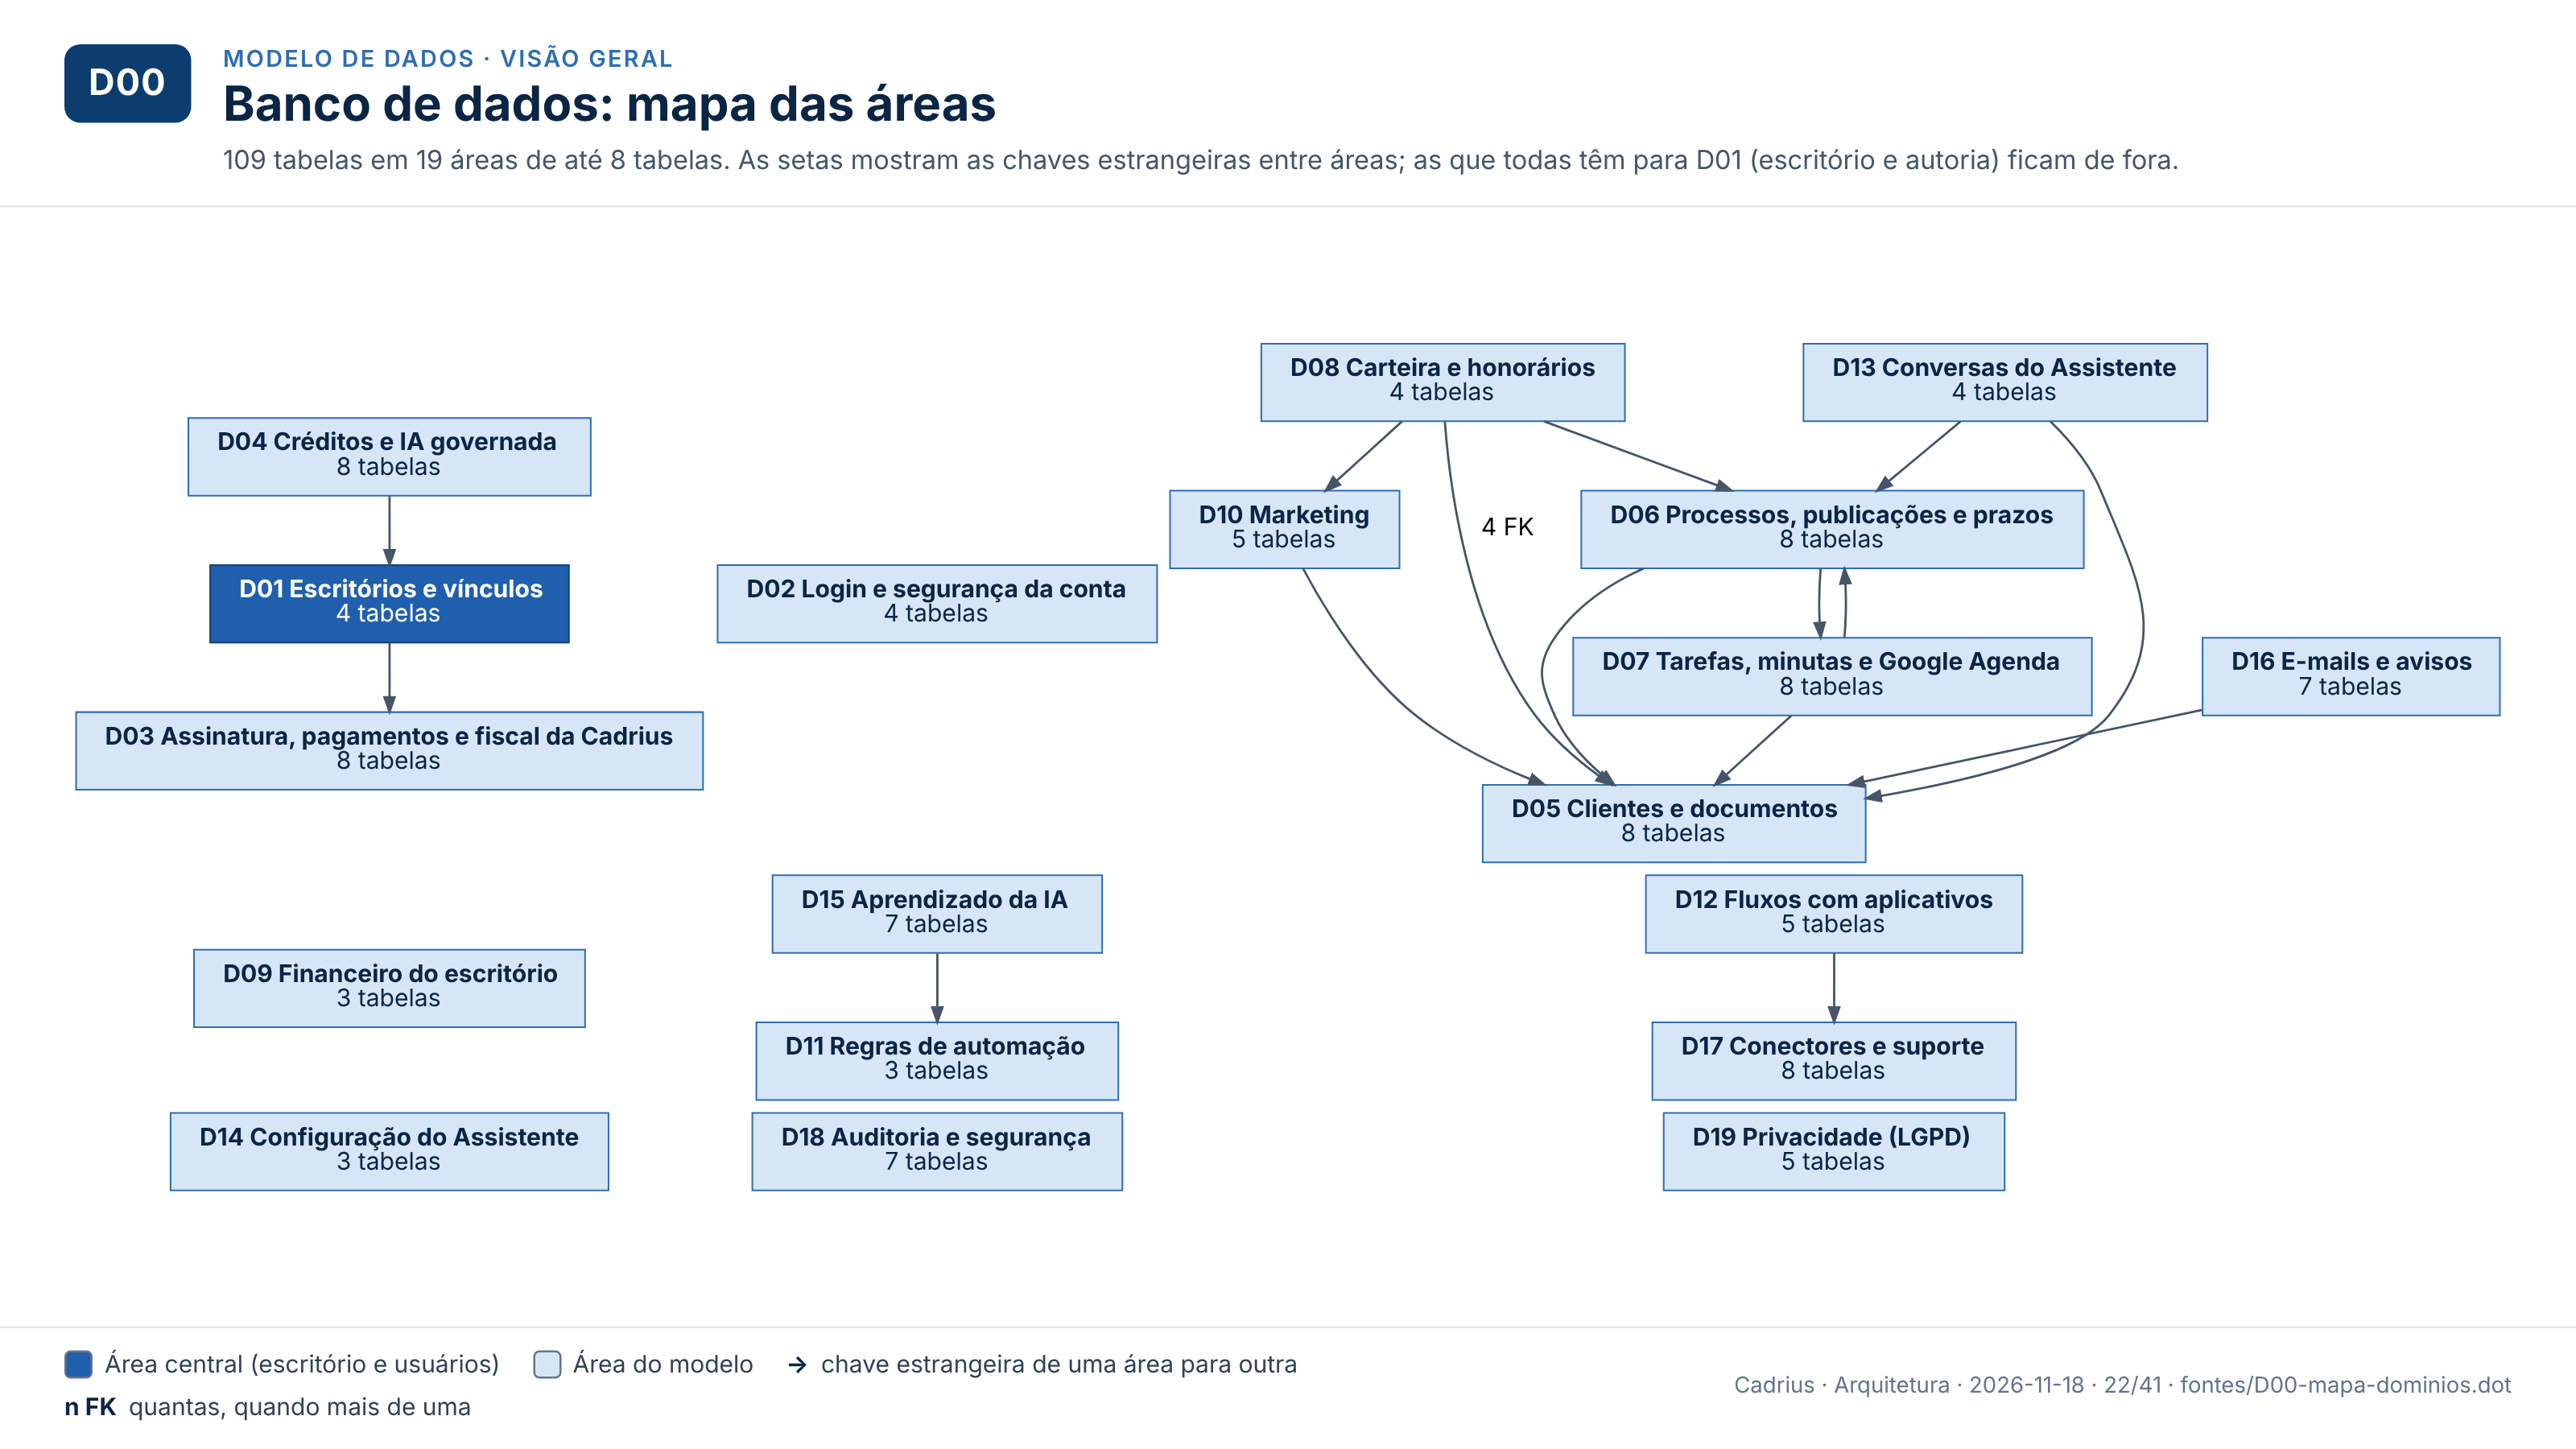 D00
MODELO DE DADOS · VISÃO GERAL
Banco de dados: mapa das áreas
109 tabelas em 19 áreas de até 8 tabelas. As setas mostram as chaves estrangeiras entre áreas; as que todas têm para D01 (escritório e autoria) ficam de fora.
D08 Carteira e honorários
4 tabelas
D13 Conversas do Assistente
4 tabelas
D04 Créditos e IA governada
8 tabelas
D10 Marketing
5 tabelas
4 FK
D06 Processos, publicações e prazos
8 tabelas
D01 Escritórios e vínculos
4 tabelas
D02 Login e segurança da conta
4 tabelas
D07 Tarefas, minutas e Google Agenda
8 tabelas
D16 E-mails e avisos
7 tabelas
D03 Assinatura, pagamentos e fiscal da Cadrius
8 tabelas
D05 Clientes e documentos
8 tabelas
D15 Aprendizado da IA
7 tabelas
D12 Fluxos com aplicativos
5 tabelas
D09 Financeiro do escritório
3 tabelas
D11 Regras de automação
3 tabelas
D17 Conectores e suporte
8 tabelas
D14 Configuração do Assistente
3 tabelas
D18 Auditoria e segurança
7 tabelas
D19 Privacidade (LGPD)
5 tabelas
Área central (escritório e usuários)
Área do modelo
→ chave estrangeira de uma área para outra
n FK quantas, quando mais de uma
Cadrius · Arquitetura · 2026-11-18 · 22/41 · fontes/D00-mapa-dominios.dot